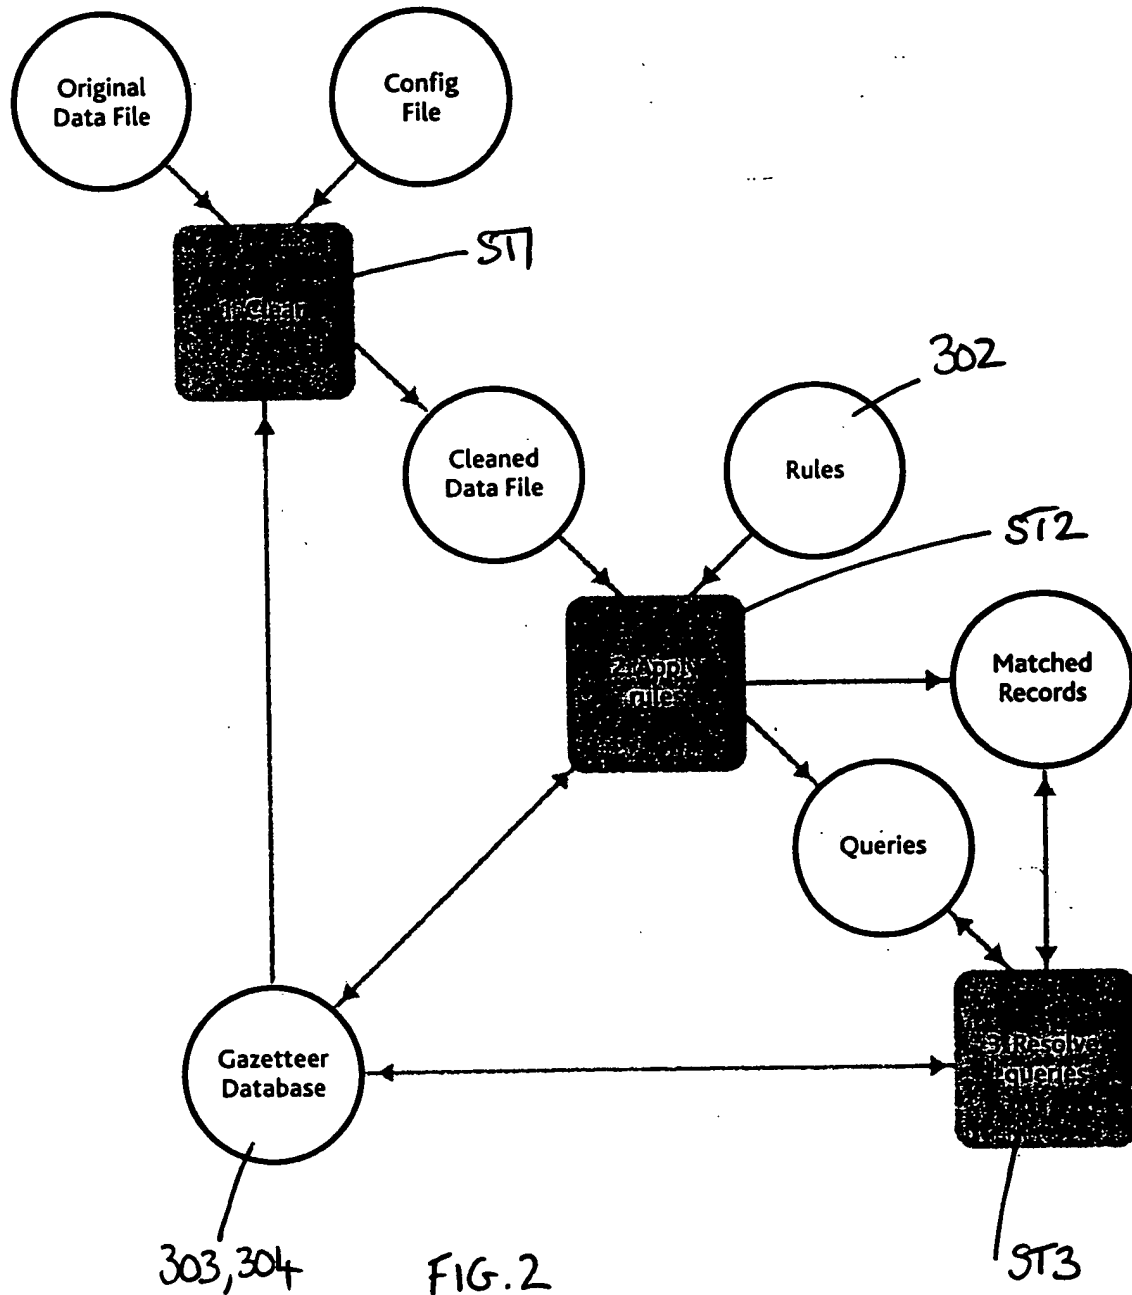 Original
Data File
Config
File
ST1
1. Clean
302
Cleaned
Data File
Rules
ST2
2. Apply
rules
Matched
Records
Queries
Gazetteer
Database
3. Resolve
queries
303,304
FIG.2
ST3